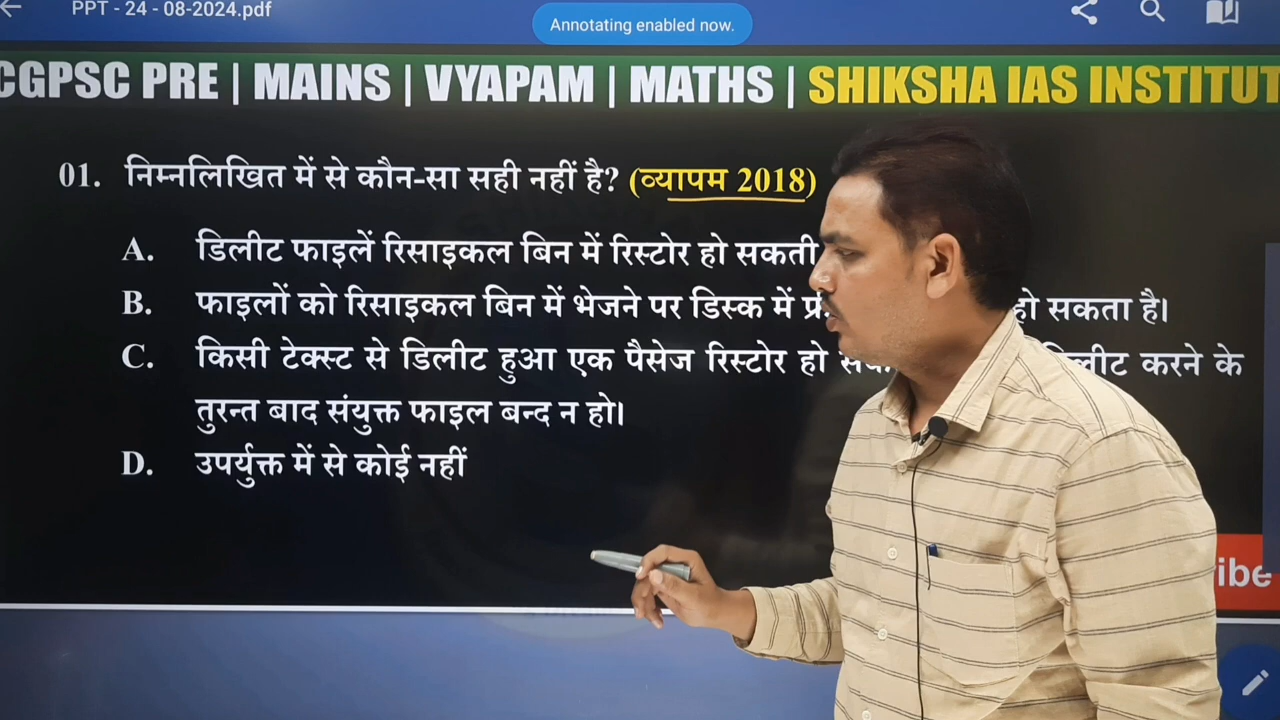 PPT - 24 - 08-2024.pdf
Annotating enabled now.
CGPSC PRE | MAINS | VYAPAM | MATHS | SHIKSHA IAS INSTITUT
01. निम्नलिखित में से कौन-सा सही नहीं है? (व्यापम 2018)
A. डिलीट फाइलें रिसाइकल बिन में रिस्टोर हो सकती
B. फाइलों को रिसाइकल बिन में भेजने पर डिस्क में हो सकता है।
C. किसी टेक्स्ट से डिलीट हुआ एक पैसेज रिस्टोर हो करने के
तुरन्त बाद संयुक्त फाइल बन्द न हो।
D. उपर्युक्त में से कोई नहीं
ibe